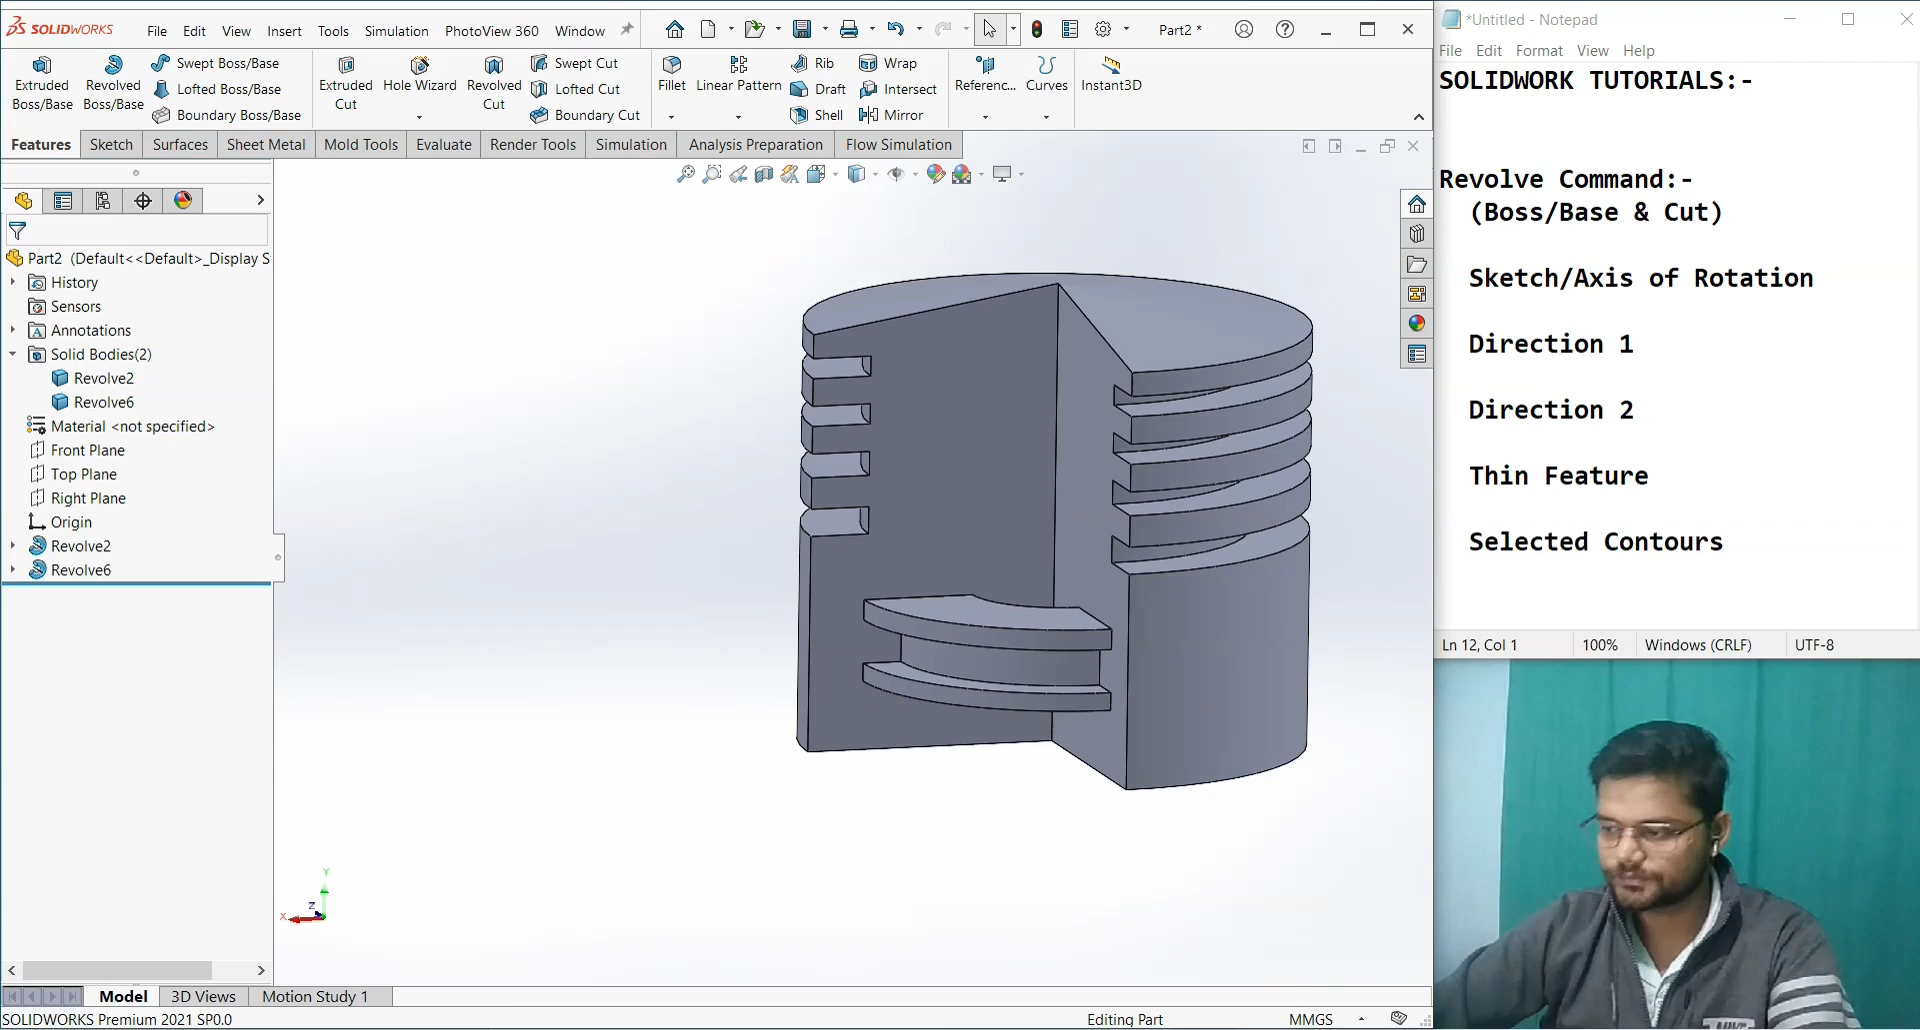 SOLIDWORKS File Edit View Insert Tools Simulation PhotoView 360 Window Part2 *
Extruded Boss/Base
Revolved Boss/Base
Swept Boss/Base
Lofted Boss/Base
Boundary Boss/Base
Extruded Cut
Hole Wizard
Revolved Cut
Swept Cut
Lofted Cut
Boundary Cut
Fillet
Linear Pattern
Rib
Draft
Shell
Wrap
Intersect
Mirror
Referenc...
Curves
Instant3D
Features Sketch Surfaces Sheet Metal Mold Tools Evaluate Render Tools Simulation Analysis Preparation Flow Simulation
Part2 (Default<<Default>_Display S
History
Sensors
Annotations
Solid Bodies(2)
Revolve2
Revolve6
Material <not specified>
Front Plane
Top Plane
Right Plane
Origin
Revolve2
Revolve6
Y
Z
X
Model 3D Views Motion Study 1
SOLIDWORKS Premium 2021 SP0.0 Editing Part MMGS
*Untitled - Notepad
File Edit Format View Help
SOLIDWORK TUTORIALS:-
Revolve Command:-
(Boss/Base & Cut)
Sketch/Axis of Rotation
Direction 1
Direction 2
Thin Feature
Selected Contours
Ln 12, Col 1 100% Windows (CRLF) UTF-8